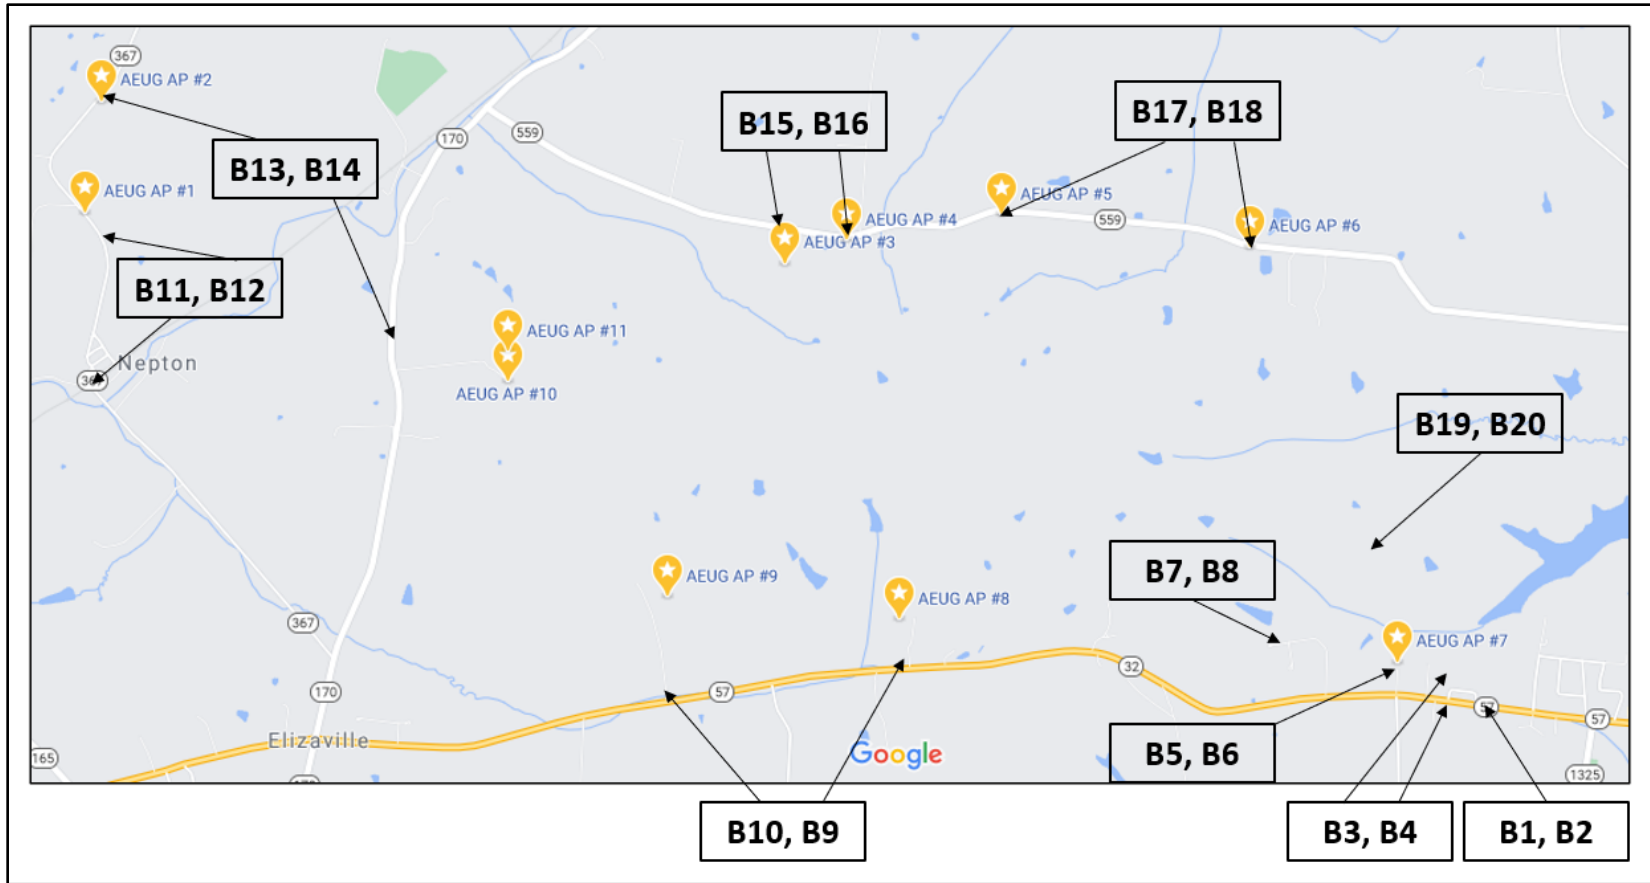 367
AEUG AP #2
170
559
B15, B16
B17, B18
B13, B14
AEUG AP #1
AEUG AP #5
AEUG AP #4
559
AEUG AP #6
AEUG AP #3
B11, B12
AEUG AP #11
Nepton
367
AEUG AP #10
B19, B20
AEUG AP #9
B7, B8
AEUG AP #8
367
AEUG AP #7
32
170
57
57
57
Elizaville
Google
B5, B6
165
1325
B10, B9
B3, B4
B1, B2